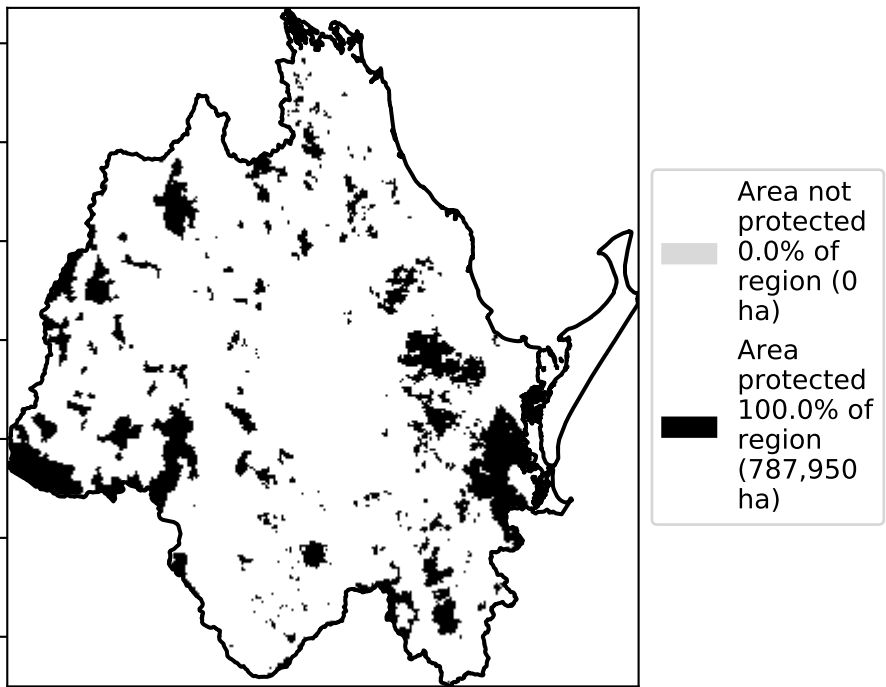 Area not
protected
0.0% of
region (0
ha)
Area
protected
100.0% of
region
(787,950
ha)